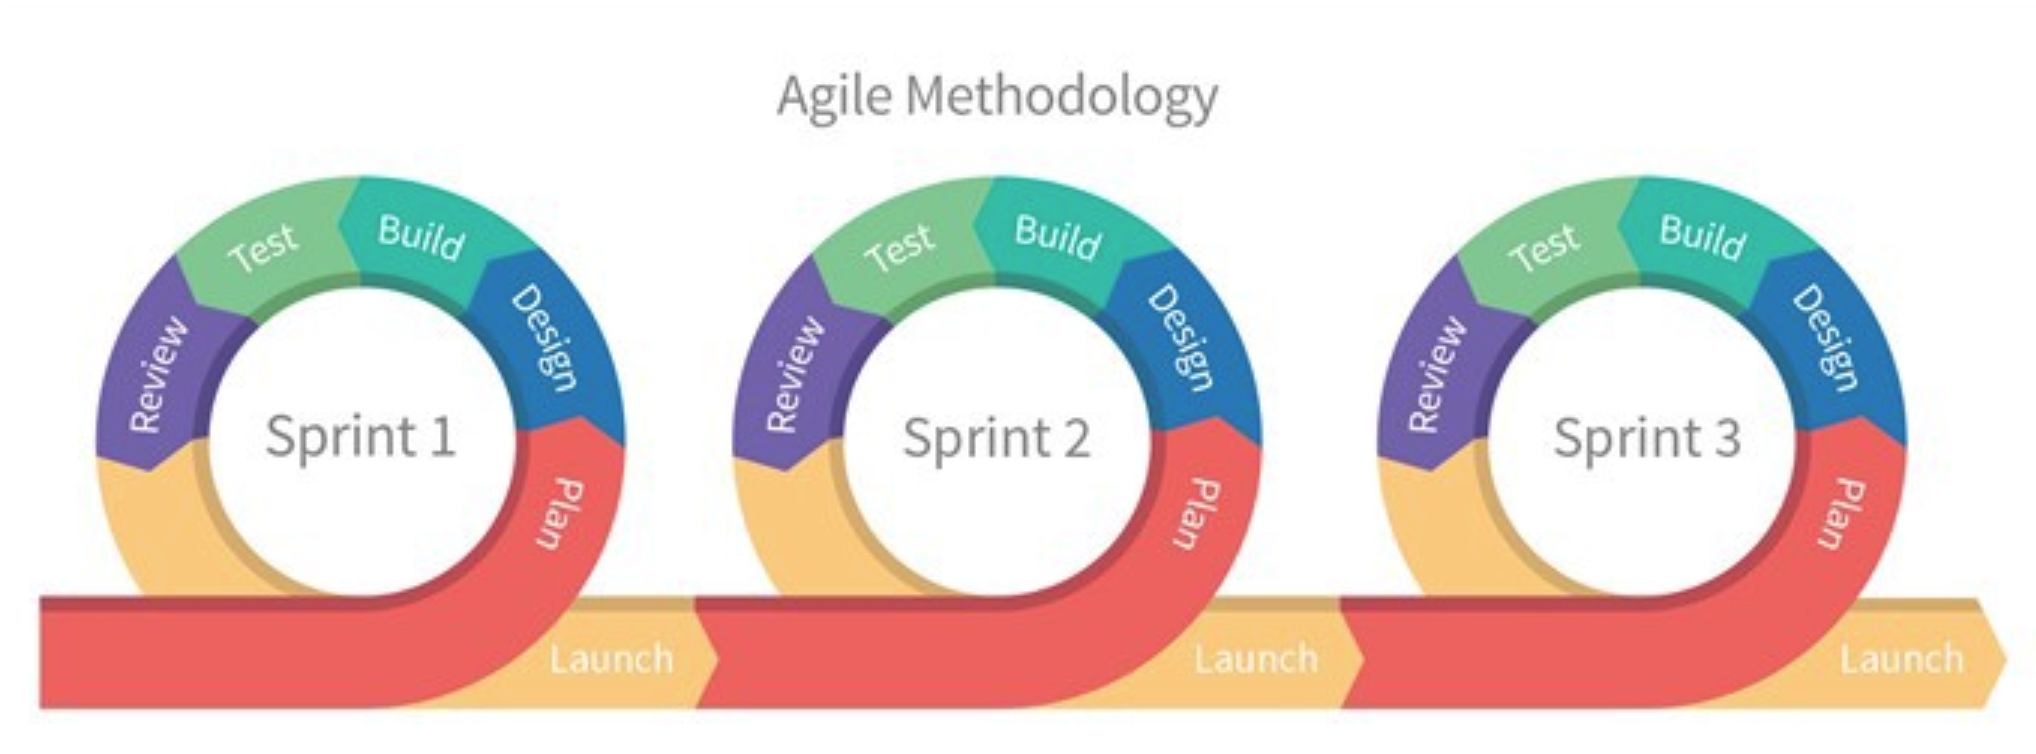 Agile Methodology
Test
Build
Design
Review
Sprint 1
Plan
Launch
Test
Build
Design
Review
Sprint 2
Plan
Launch
Test
Build
Design
Review
Sprint 3
Plan
Launch